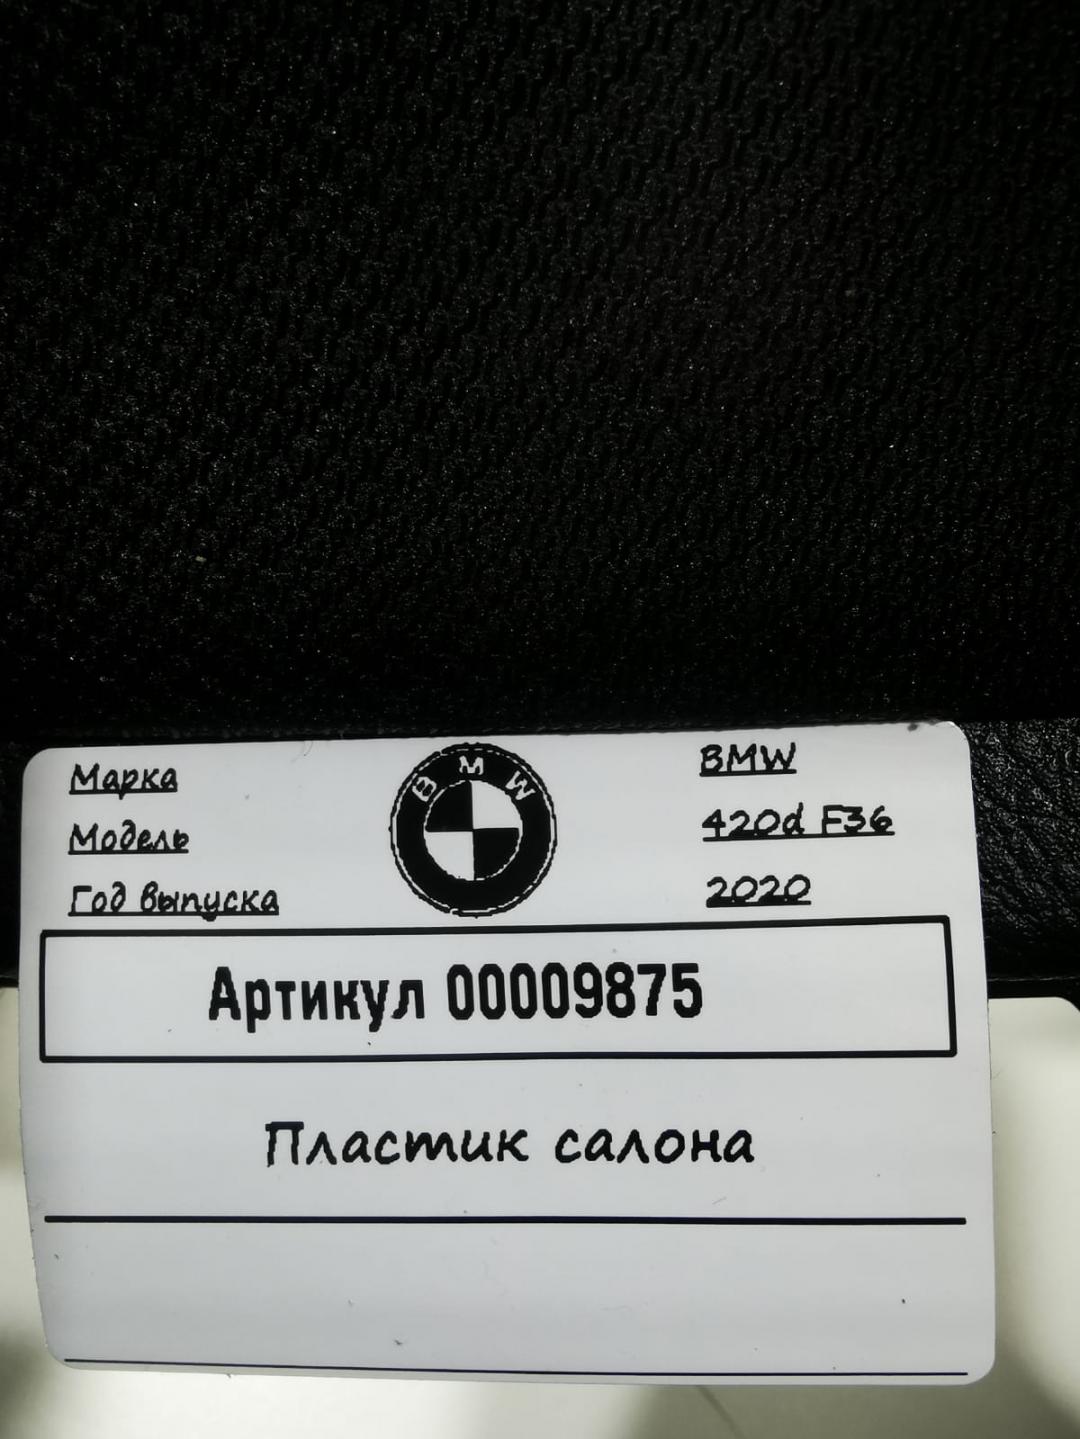 Марка
BMW
BMW
Модель
420d F36
Год выпуска
2020
Артикул 00009875
Пластик салона